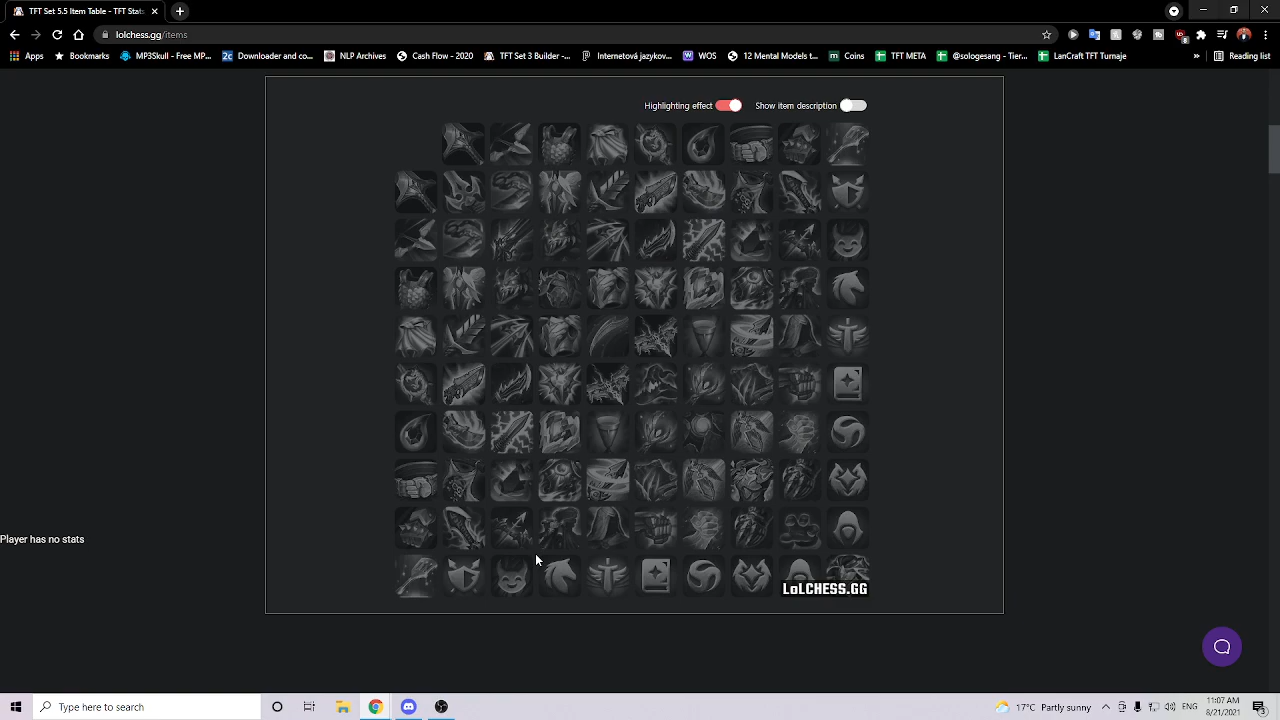 TFT Set 5.5 Item Table - TFT Stats
lolchess.gg/items
Apps
Bookmarks
MP3Skull - Free MP...
Downloader and co...
NLP Archives
Cash Flow - 2020
TFT Set 3 Builder -...
Internetová jazykov...
WOS
12 Mental Models t...
Coins
TFT META
@sologesang - Tier...
LanCraft TFT Turnaje
»
Reading list
Highlighting effect
Show item description
Player has no stats
LoLCHESS.GG
Type here to search
17°C Partly sunny
ENG
11:07 AM
8/21/2021